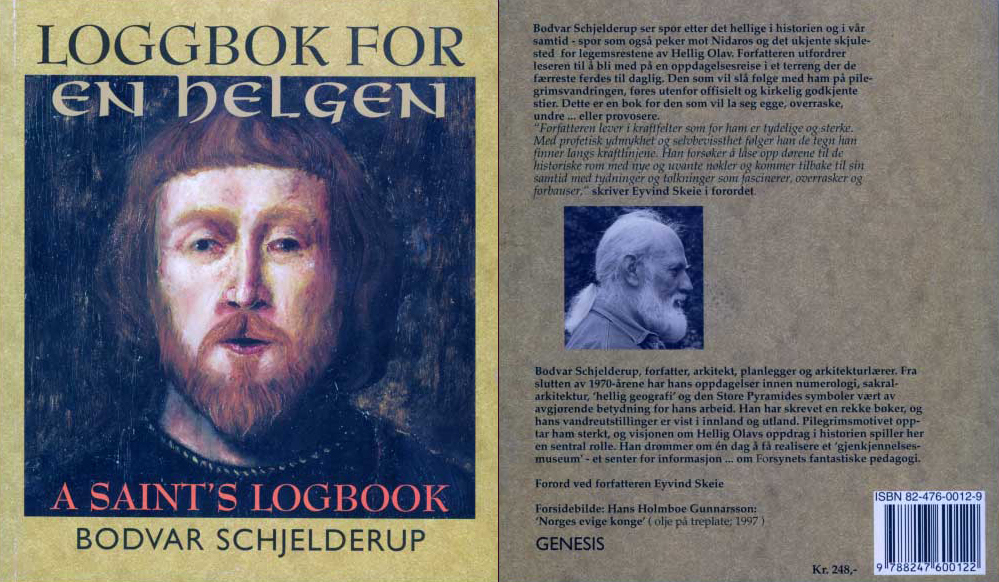 LOGGBOK FOR
EN HELGEN
A SAINT'S LOGBOOK
BODVAR SCHJELDERUP
Bodvar Schjelderup ser spor etter det hellige i historien og i vår
samtid - spor som også peker mot Nidaros og det ukjente skjule-
sted for legemsrestene av Hellig Olav. Forfatteren utfordrer
leseren til å bli med på en oppdagelsesreise i et terreng der de
færreste ferdes til daglig. Den som vil slå følge med ham på pile-
grimsvandringen, føres utenfor offisielt og kirkelig godkjente
stier. Dette er en bok for den som vil la seg egge, overraske,
undre ... eller provosere.
"Forfatteren lever i kraftfelter som for ham er tydelige og sterke.
Med profetisk ydmykhet og selvbevissthet følger han de tegn han
finner langs kraftlinjene. Han forsøker å låse opp dørene til de
historiske rom med nye og uvante nøkler og kommer tilbake til sin
samtid med tydninger og tolkninger som fascinerer, overrasker og
forbauser," skriver Eyvind Skeie i forordet.
Bodvar Schjelderup, forfatter, arkitekt, planlegger og arkitekturlærer. Fra
slutten av 1970-årene har hans oppdagelser innen numerologi, sakral-
arkitektur, 'hellig geografi' og den Store Pyramides symboler vært av
avgjørende betydning for hans arbeid. Han har skrevet en rekke bøker, og
hans vandreutstillinger er vist i innland og utland. Pilegrimsmotivet opp-
tar ham sterkt, og visjonen om Hellig Olavs oppdrag i historien spiller her
en sentral rolle. Han drømmer om én dag å få realisere et 'gjenkjennelses-
museum' - et senter for informasjon ... om Forsynets fantastiske pedagogi.
Forord ved forfatteren Eyvind Skeie
Forsidebilde: Hans Holmboe Gunnarsson:
'Norges evige konge' ( olje på treplate; 1997 )
GENESIS
Kr. 248,-
ISBN 82-476-0012-9
9 788247 600122